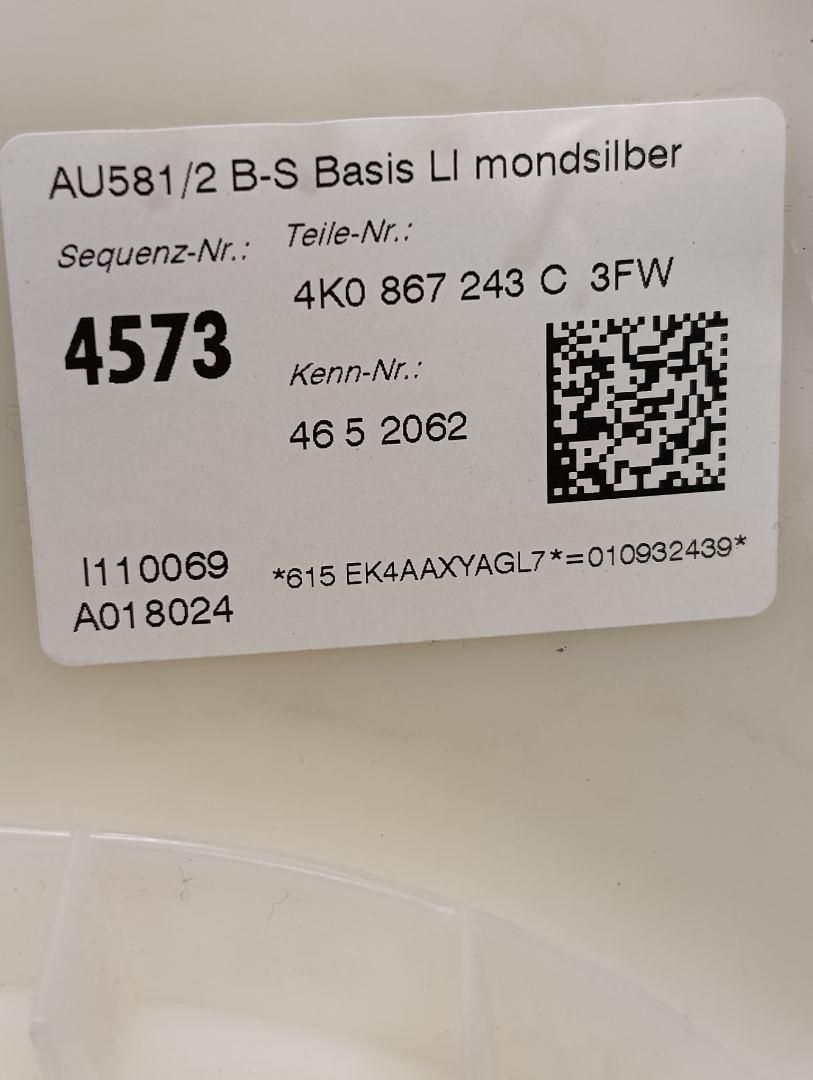 AU581/2 B-S Basis LI mondsilber
Sequenz-Nr.: Teile-Nr.:
4K0 867 243 C 3FW
4573
Kenn-Nr.:
46 5 2062
I110069
*615 EK4AAXYAGL7*=010932439*
A018024